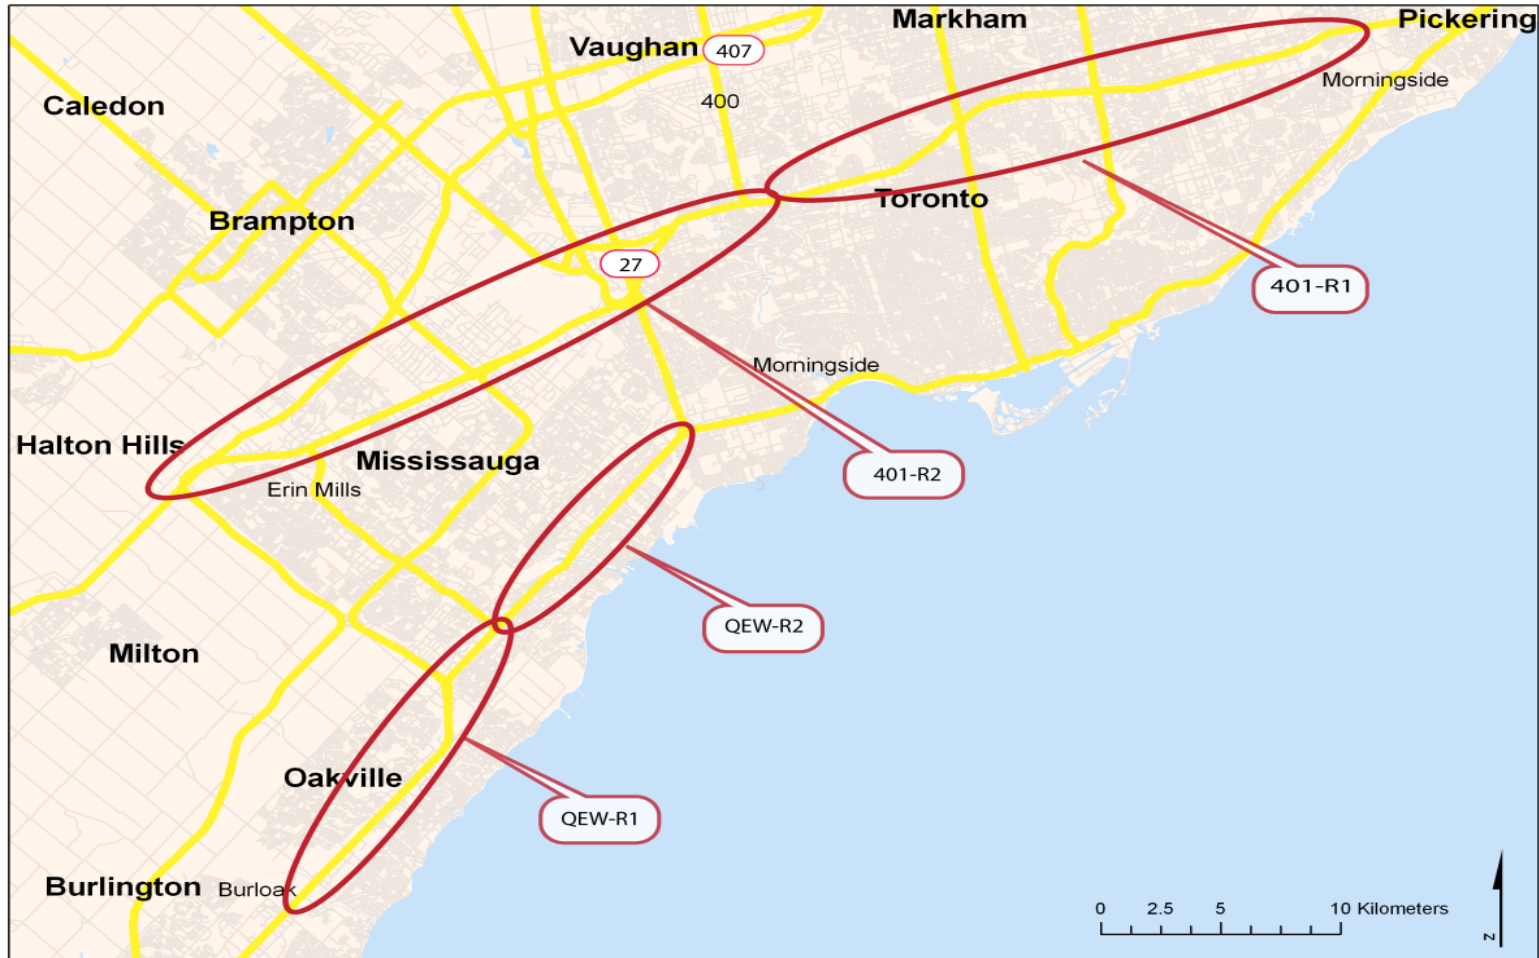 Markham
Pickering
Vaughan
407
Morningside
400
Caledon
Brampton
Toronto
27
401-R1
Morningside
Halton Hills
Mississauga
401-R2
Erin Mills
QEW-R2
Milton
Oakville
QEW-R1
Burlington
Burloak
0 2.5 5 10 Kilometers
N